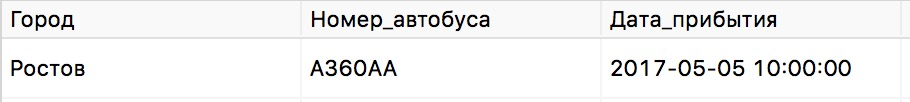 Город Номер_автобуса Дата_прибытия
Ростов А360АА 2017-05-05 10:00:00